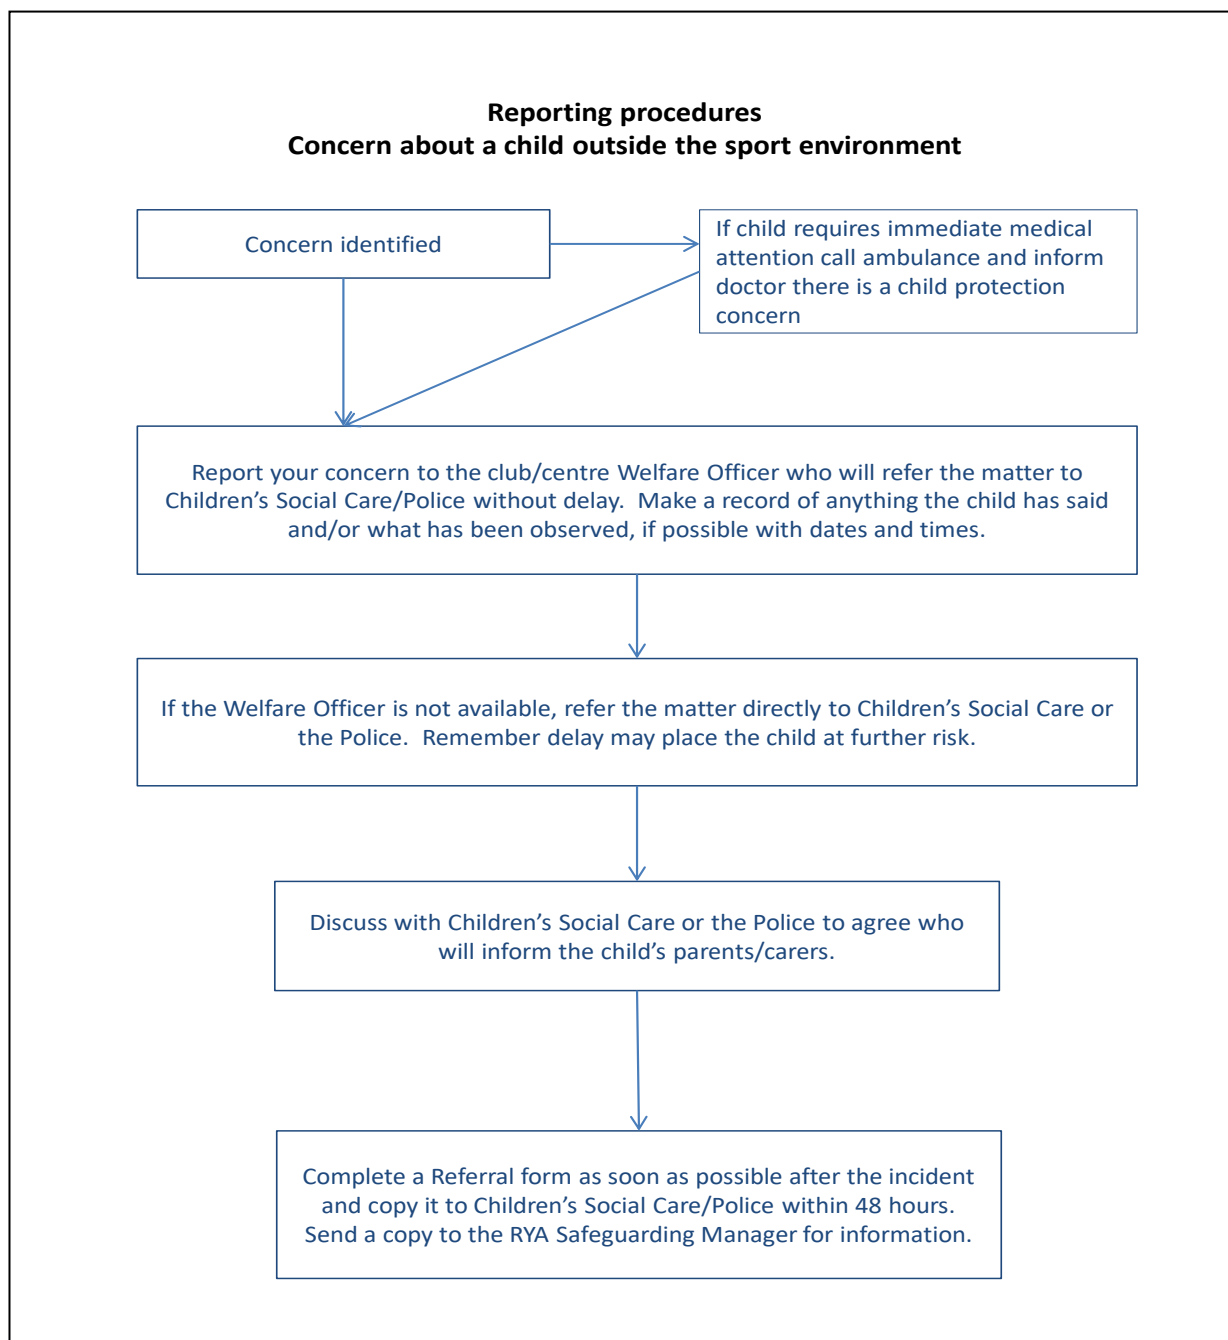 Reporting procedures
Concern about a child outside the sport environment
Concern identified
If child requires immediate medical
attention call ambulance and inform
doctor there is a child protection
concern
Report your concern to the club/centre Welfare Officer who will refer the matter to
Children’s Social Care/Police without delay.  Make a record of anything the child has said
and/or what has been observed, if possible with dates and times.
If the Welfare Officer is not available, refer the matter directly to Children’s Social Care or
the Police.  Remember delay may place the child at further risk.
Discuss with Children’s Social Care or the Police to agree who
will inform the child’s parents/carers.
Complete a Referral form as soon as possible after the incident
and copy it to Children’s Social Care/Police within 48 hours.
Send a copy to the RYA Safeguarding Manager for information.